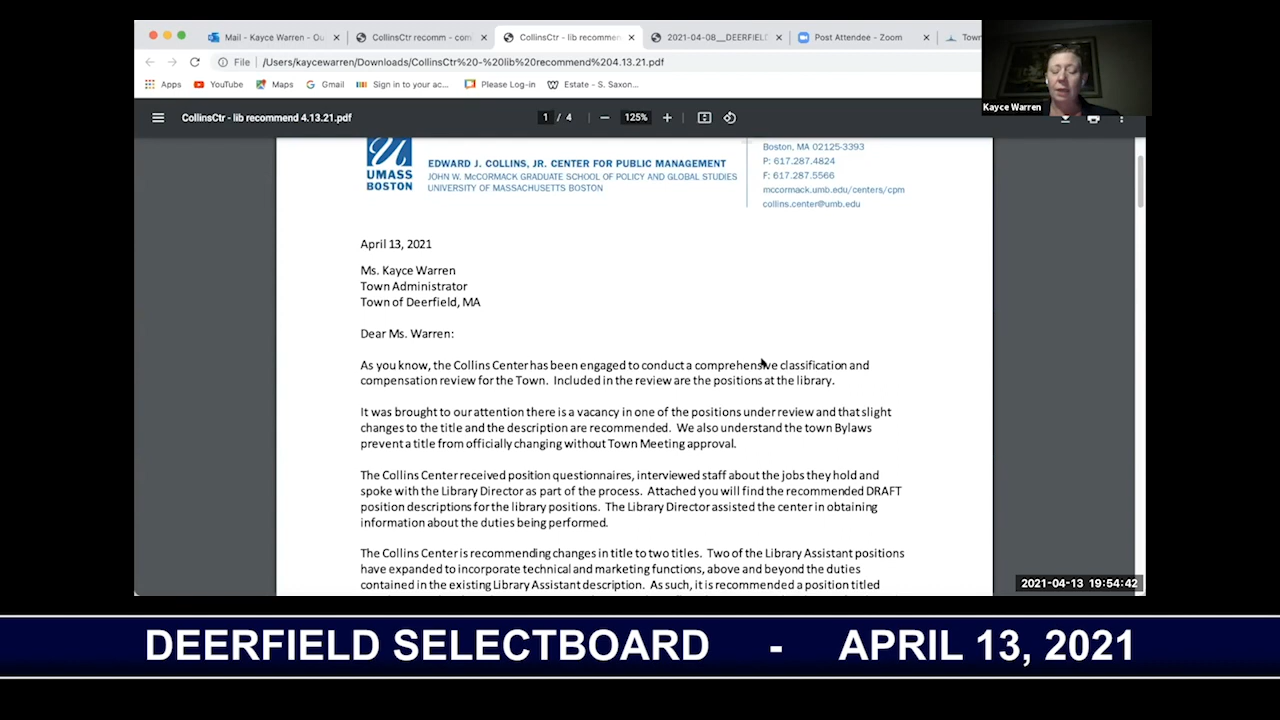 Mail - Kayce Warren - Ou
CollinsCtr recomm - com
CollinsCtr - lib recommen
2021-04-08__DEERFIEL
Post Attendee - Zoom
Town
File
/Users/kaycewarren/Downloads/CollinsCtr%20-%20lib%20recommend%204.13.21.pdf
Apps
YouTube
Maps
Gmail
Sign in to your ac...
Please Log-in
Estate - S. Saxon...
Kayce Warren
CollinsCtr - lib recommend 4.13.21.pdf
1 / 4
125%
UMASS
BOSTON
EDWARD J. COLLINS, JR. CENTER FOR PUBLIC MANAGEMENT
JOHN W. McCORMACK GRADUATE SCHOOL OF POLICY AND GLOBAL STUDIES
UNIVERSITY OF MASSACHUSETTS BOSTON
Boston, MA 02125-3393
P: 617.287.4824
F: 617.287.5566
mccormack.umb.edu/centers/cpm
collins.center@umb.edu
April 13, 2021
Ms. Kayce Warren
Town Administrator
Town of Deerfield, MA
Dear Ms. Warren:
As you know, the Collins Center has been engaged to conduct a comprehensive classification and
compensation review for the Town. Included in the review are the positions at the library.
It was brought to our attention there is a vacancy in one of the positions under review and that slight
changes to the title and the description are recommended. We also understand the town Bylaws
prevent a title from officially changing without Town Meeting approval.
The Collins Center received position questionnaires, interviewed staff about the jobs they hold and
spoke with the Library Director as part of the process. Attached you will find the recommended DRAFT
position descriptions for the library positions. The Library Director assisted the center in obtaining
information about the duties being performed.
The Collins Center is recommending changes in title to two titles. Two of the Library Assistant positions
have expanded to incorporate technical and marketing functions, above and beyond the duties
contained in the existing Library Assistant description. As such, it is recommended a position titled
2021-04-13 19:54:42
DEERFIELD SELECTBOARD - APRIL 13, 2021